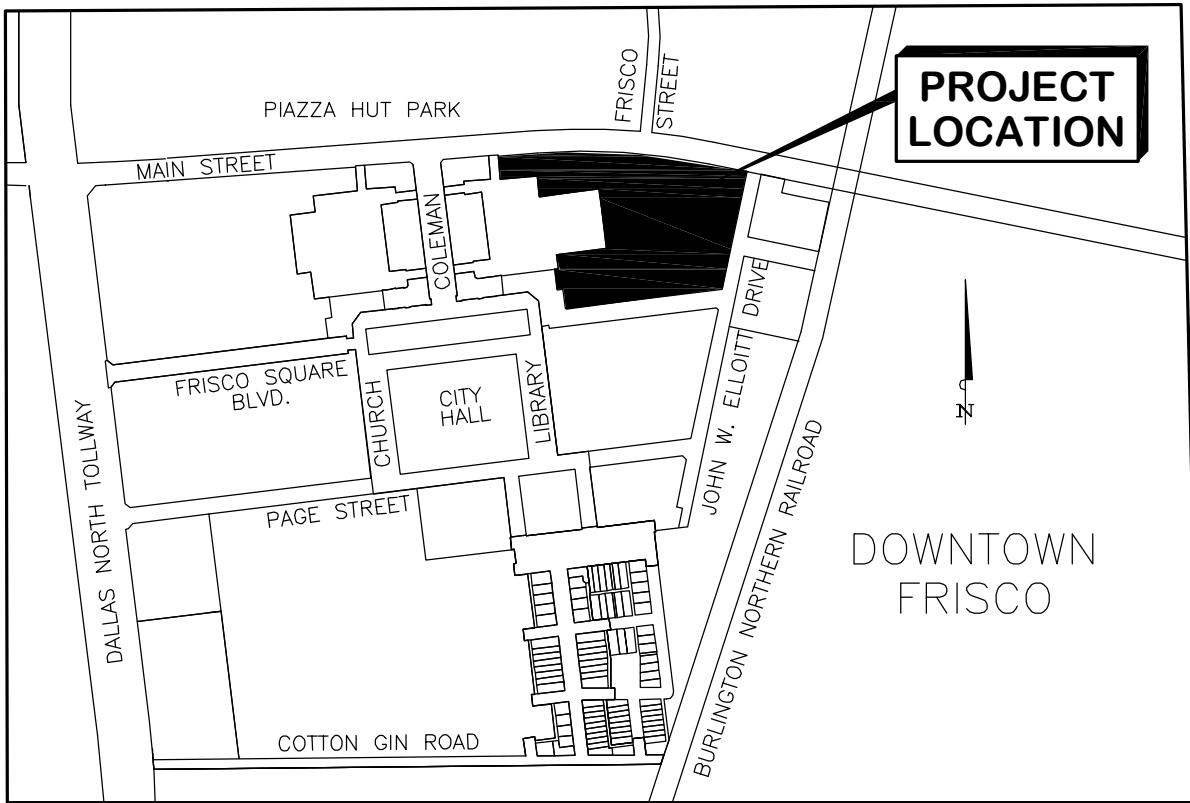 PROJECT
LOCATION
FRISCO
STREET
PIAZZA HUT PARK
MAIN STREET
COLEMAN
DRIVE
JOHN W. ELLOITT
FRISCO SQUARE
BLVD.
CHURCH
CITY
HALL
LIBRARY
DALLAS NORTH TOLLWAY
N
PAGE STREET
BURLINGTON NORTHERN RAILROAD
DOWNTOWN
FRISCO
COTTON GIN ROAD